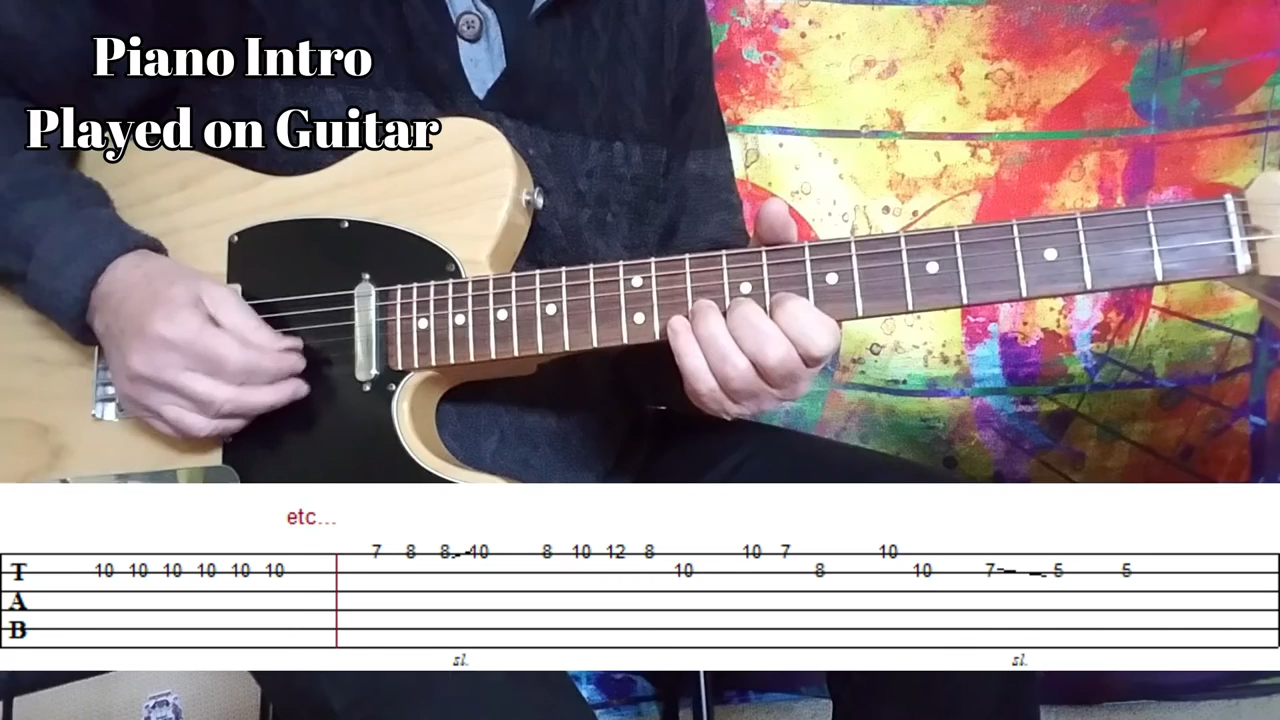 Piano Intro
Played on Guitar
etc...
7 8 8 10 8 10 12 8 10 7 10
T 10 10 10 10 10 10 10 8 10 7 5 5
A
B
sl. sl.